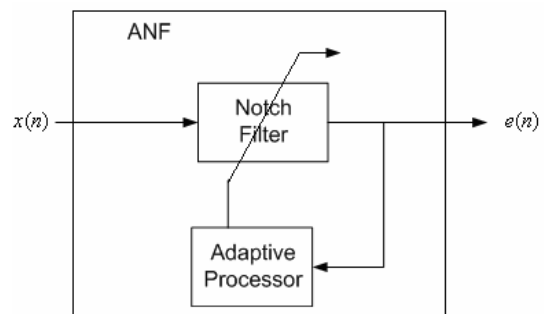 ANF
x(n)
Notch
Filter
e(n)
Adaptive
Processor